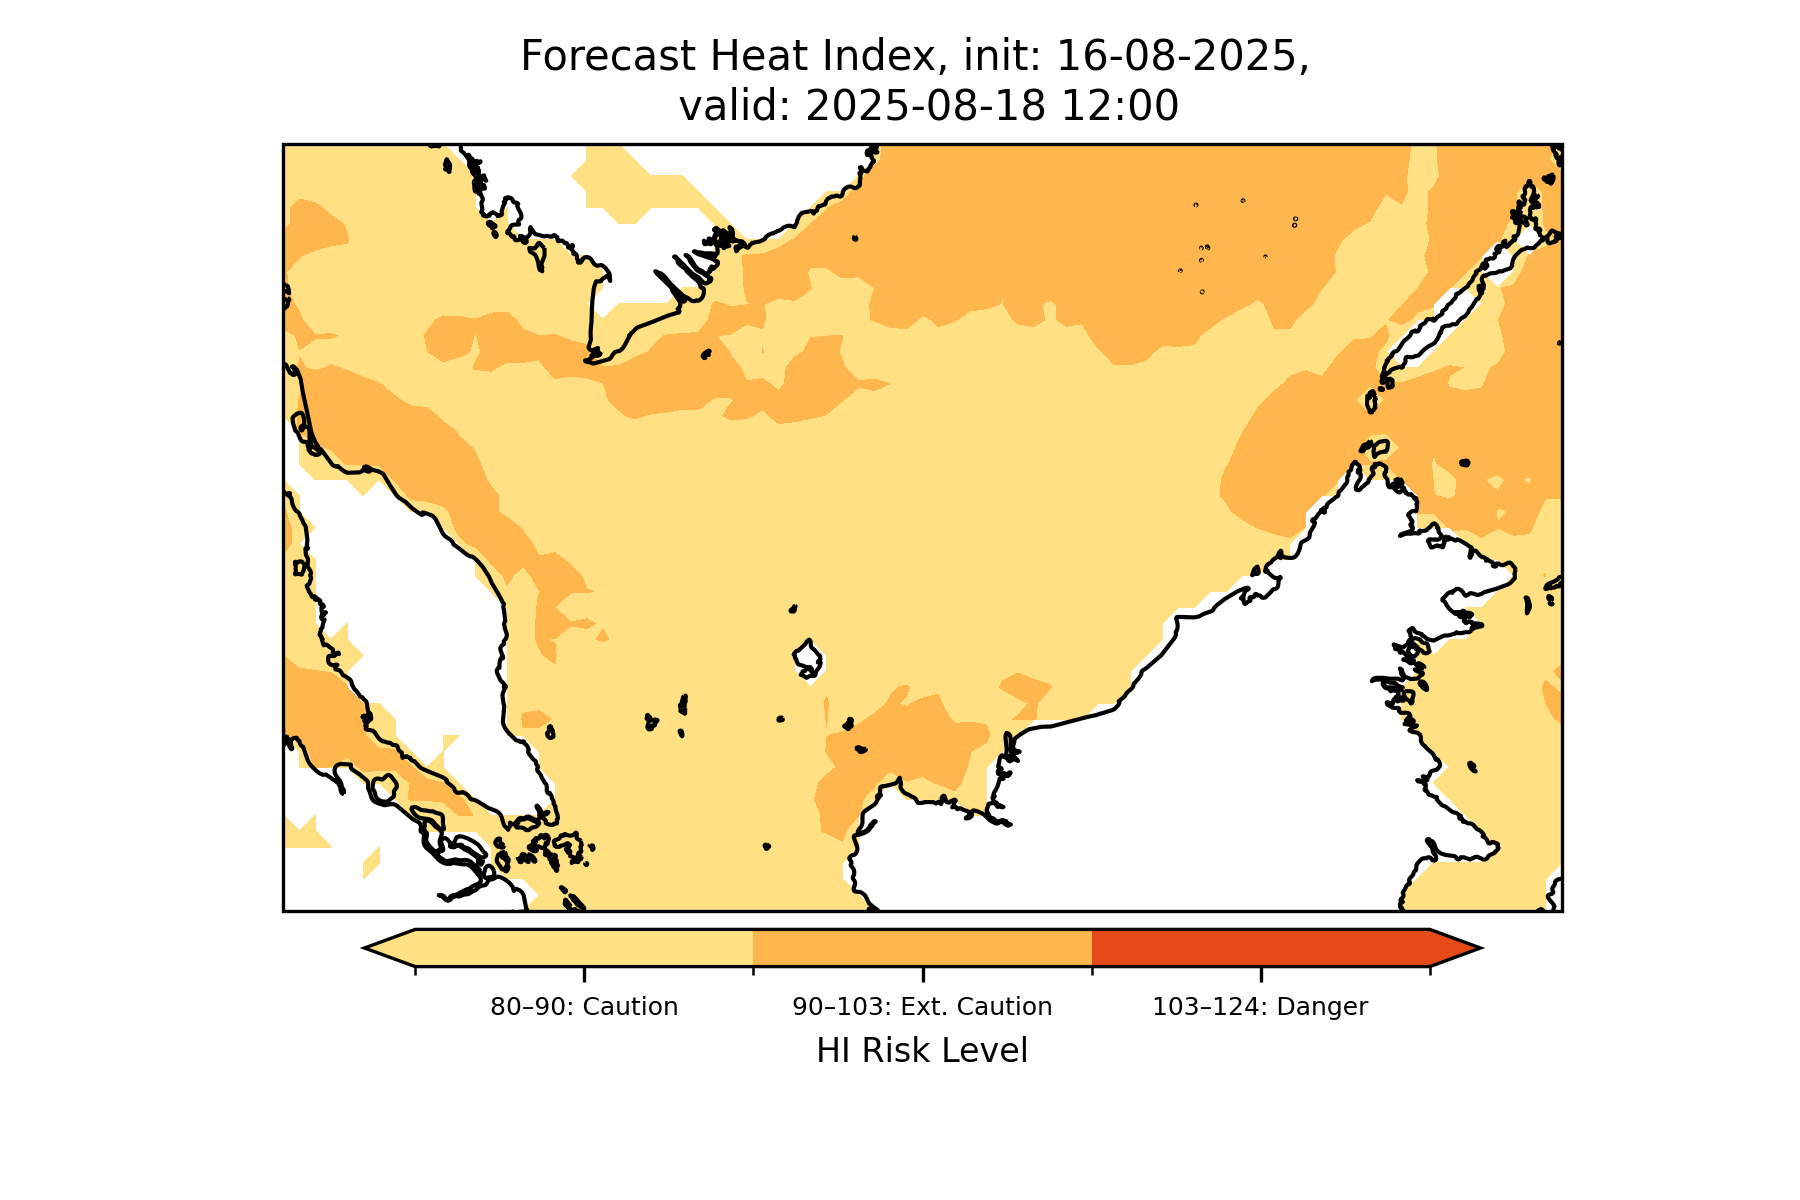 Forecast Heat Index, init: 16-08-2025,
valid: 2025-08-18 12:00
80–90: Caution
90–103: Ext. Caution
103–124: Danger
HI Risk Level